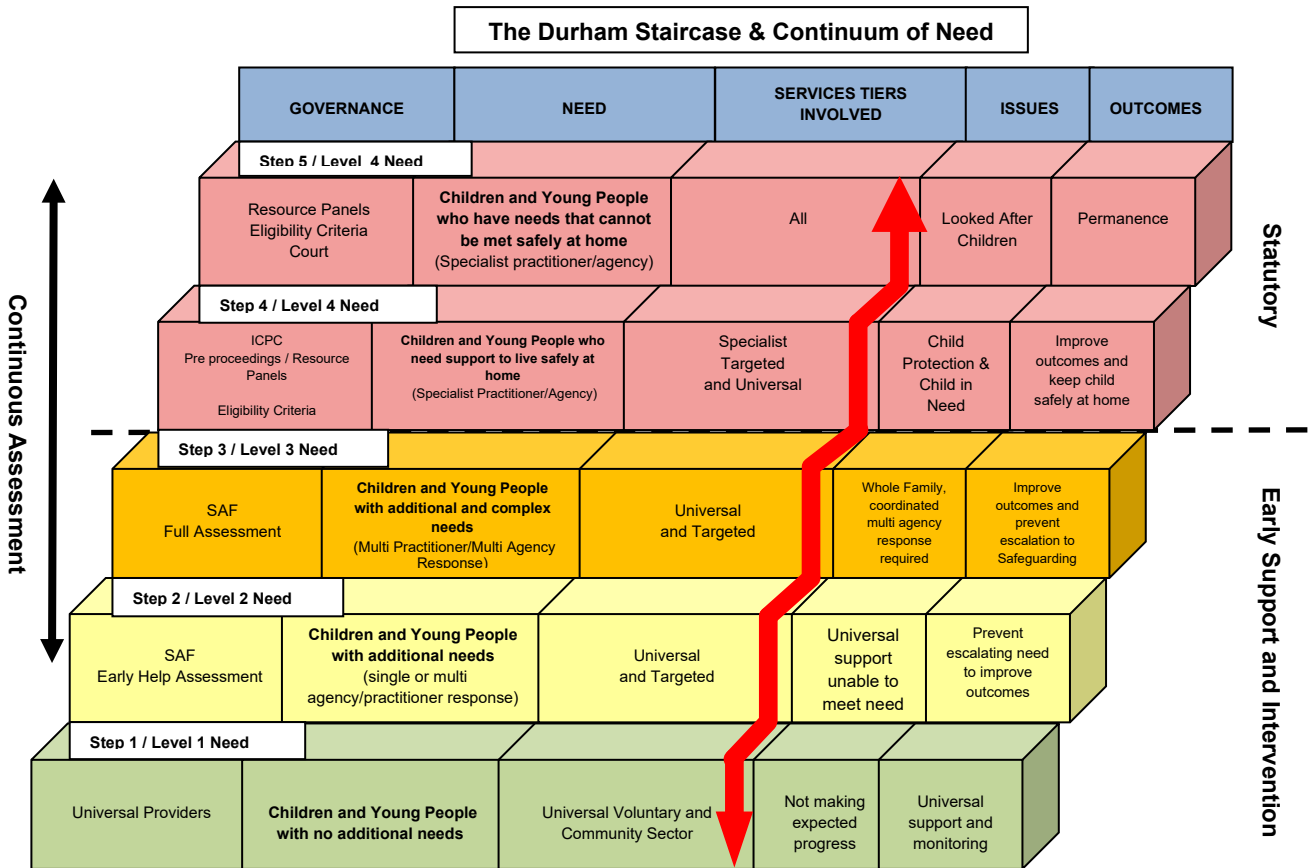 The Durham Staircase & Continuum of Need
GOVERNANCE
NEED
SERVICES TIERS
INVOLVED
ISSUES
OUTCOMES
Step 5 / Level 4 Need
Resource Panels
Eligibility Criteria
Court
Children and Young People
who have needs that cannot
be met safely at home
(Specialist practitioner/agency)
All
Looked After
Children
Permanence
Step 4 / Level 4 Need
ICPC
Pre proceedings / Resource
Panels
Eligibility Criteria
Children and Young People who
need support to live safely at
home
(Specialist Practitioner/Agency)
Specialist
Targeted
and Universal
Child
Protection &
Child in
Need
Improve
outcomes and
keep child
safely at home
Step 3 / Level 3 Need
SAF
Full Assessment
Children and Young People
with additional and complex
needs
(Multi Practitioner/Multi Agency
Response)
Universal
and Targeted
Whole Family,
coordinated
multi agency
response
required
Improve
outcomes and
prevent
escalation to
Safeguarding
Step 2 / Level 2 Need
SAF
Early Help Assessment
Children and Young People
with additional needs
(single or multi
agency/practitioner response)
Universal
and Targeted
Universal
support
unable to
meet need
Prevent
escalating need
to improve
outcomes
Step 1 / Level 1 Need
Universal Providers
Children and Young People
with no additional needs
Universal Voluntary and
Community Sector
Not making
expected
progress
Universal
support and
monitoring
Continuous Assessment
Statutory
Early Support and Intervention